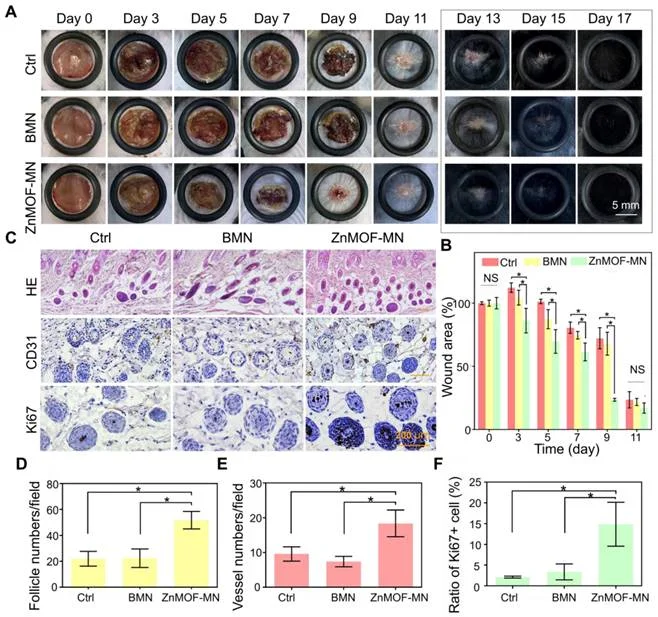 A
Day 0 Day 3 Day 5 Day 7 Day 9 Day 11 Day 13 Day 15 Day 17
Ctrl
BMN
ZnMOF-MN
5 mm
C
Ctrl BMN ZnMOF-MN
HE
CD31
Ki67
200 um
B
Ctrl BMN ZnMOF-MN
NS * * * * * * * * NS
Wound area (%)
100
50
0
0 3 5 7 9 11
Time (day)
D
Follicle numbers/field
80
60
40
20
0
* *
Ctrl BMN ZnMOF-MN
E
Vessel numbers/field
30
20
10
0
* *
Ctrl BMN ZnMOF-MN
F
Ratio of Ki67+ cell (%)
25
20
15
10
5
0
* *
Ctrl BMN ZnMOF-MN